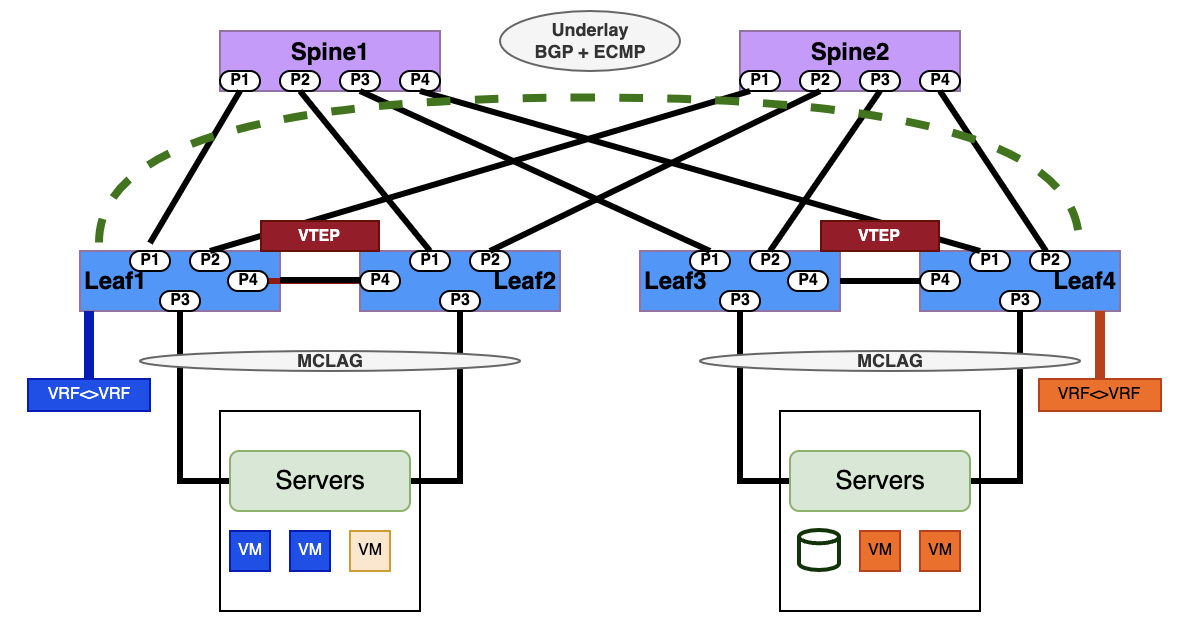 Underlay
BGP + ECMP
Spine1
Spine2
P1 P2 P3 P4
P1 P2 P3 P4
VTEP
VTEP
P1 P2
P1 P2
P1 P2
P1 P2
Leaf1
P4
P4
Leaf2
Leaf3
P4
P4
Leaf4
P3
P3
P3
P3
MCLAG
MCLAG
VRF<>VRF
VRF<>VRF
Servers
Servers
VM VM VM
VM VM